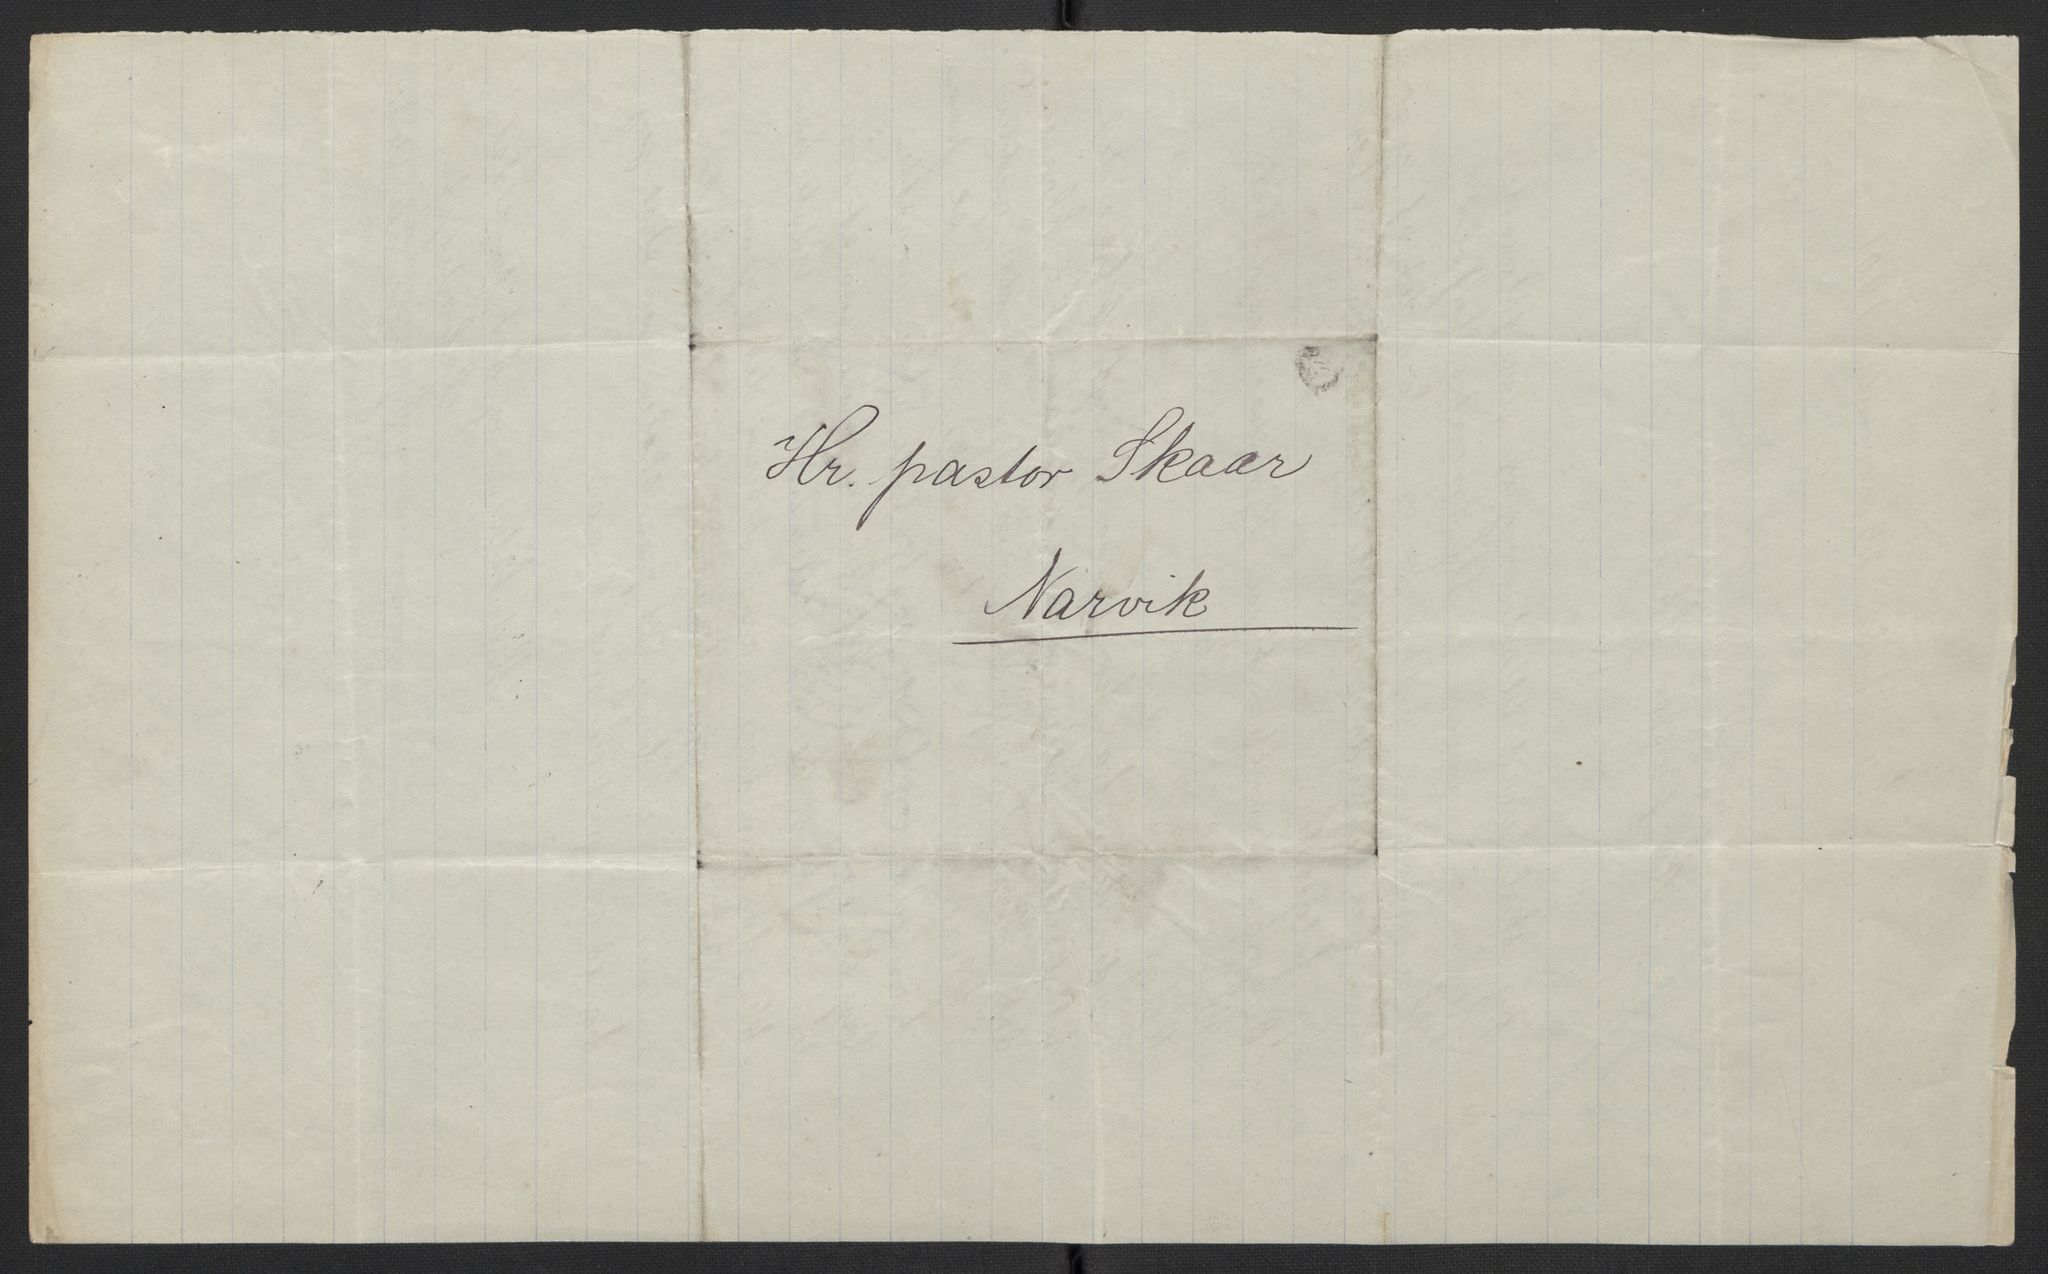 Hr. pastor Skaar
Narvik